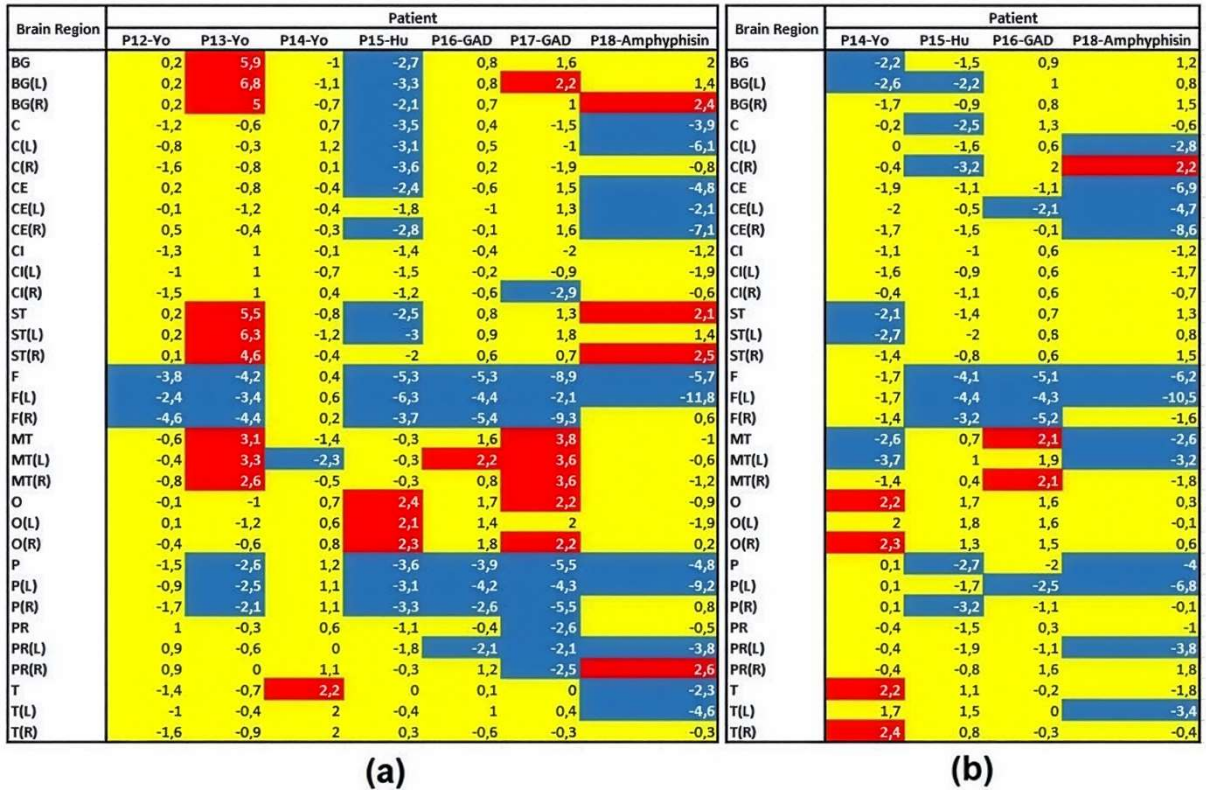 Brain Region Patient Patient
P12-Yo P13-Yo P14-Yo P15-Hu P16-GAD P17-GAD P18-Amphyphisin P14-Yo P15-Hu P16-GAD P18-Amphyphisin
BG 0,2 5,9 -1 -2,7 0,8 1,6 2 -2,2 -1,5 0,9 1,2
BG(L) 0,2 6,8 -1,1 -3,3 0,8 2,2 1,4 -2,6 -2,2 1 0,8
BG(R) 0,2 5 -0,7 -2,1 0,7 1 2,4 -1,7 -0,9 0,8 1,5
C -1,2 -0,6 0,7 -3,5 0,4 -1,5 -3,9 -0,2 -2,5 1,3 -0,6
C(L) -0,8 -0,3 1,2 -3,1 0,5 -1 -6,1 0 -1,6 0,6 -2,8
C(R) -1,6 -0,8 0,1 -3,6 0,2 -1,9 -0,8 -0,4 -3,2 2 2,2
CE 0,2 -0,8 -0,4 -2,4 -0,6 1,5 -4,8 -1,9 -1,1 -1,1 -6,9
CE(L) -0,1 -1,2 -0,4 -1,8 -1 1,3 -2,1 -2 -0,5 -2,1 -4,7
CE(R) 0,5 -0,4 -0,3 -2,8 -0,1 1,6 -7,1 -1,7 -1,5 -0,1 -8,6
CI -1,3 1 -0,1 -1,4 -0,4 -2 -1,2 -1,1 -1 0,6 -1,2
CI(L) -1 1 -0,7 -1,5 -0,2 -0,9 -1,9 -1,6 -0,9 0,6 -1,7
CI(R) -1,5 1 0,4 -1,2 -0,6 -2,9 -0,6 -0,4 -1,1 0,6 -0,7
ST 0,2 5,5 -0,8 -2,5 0,8 1,3 2,1 -2,1 -1,4 0,7 1,3
ST(L) 0,2 6,3 -1,2 -3 0,9 1,8 1,4 -2,7 -2 0,8 0,8
ST(R) 0,1 4,6 -0,4 -2 0,6 0,7 2,5 -1,4 -0,8 0,6 1,5
F -3,8 -4,2 0,4 -5,3 -5,3 -8,9 -5,7 -1,7 -4,1 -5,1 -6,2
F(L) -2,4 -3,4 0,6 -6,3 -4,4 -2,1 -11,8 -1,7 -4,4 -4,3 -10,5
F(R) -4,6 -4,4 0,2 -3,7 -5,4 -9,3 0,6 -1,4 -3,2 -5,2 -1,6
MT -0,6 3,1 -1,4 -0,3 1,6 3,8 -1 -2,6 0,7 2,1 -2,6
MT(L) -0,4 3,3 -2,3 -0,3 2,2 3,6 -0,6 -3,7 1 1,9 -3,2
MT(R) -0,8 2,6 -0,5 -0,3 0,8 3,6 -1,2 -1,4 0,4 2,1 -1,8
O -0,1 -1 0,7 2,4 1,7 2,2 -0,9 2,2 1,7 1,6 0,3
O(L) 0,1 -1,2 0,6 2,1 1,4 2 -1,9 2 1,8 1,6 -0,1
O(R) -0,4 -0,6 0,8 2,3 1,8 2,2 0,2 2,3 1,3 1,5 0,6
P -1,5 -2,6 1,2 -3,6 -3,9 -5,5 -4,8 0,1 -2,7 -2 -4
P(L) -0,9 -2,5 1,1 -3,1 -4,2 -4,3 -9,2 0,1 -1,7 -2,5 -6,8
P(R) -1,7 -2,1 1,1 -3,3 -2,6 -5,5 0,8 0,1 -3,2 -1,1 -0,1
PR 1 -0,3 0,6 -1,1 -0,4 -2,6 -0,5 -0,4 -1,5 0,3 -1
PR(L) 0,9 -0,6 0 -1,8 -2,1 -2,1 -3,8 -0,4 -1,9 -1,1 -3,8
PR(R) 0,9 0 1,1 -0,3 1,2 -2,5 2,6 -0,4 -0,8 1,6 1,8
T -1,4 -0,7 2,2 0 0,1 0 -2,3 2,2 1,1 -0,2 -1,8
T(L) -1 -0,4 2 -0,4 1 0,4 -4,6 1,7 1,5 0 -3,4
T(R) -1,6 -0,9 2 0,3 -0,6 -0,3 -0,3 2,4 0,8 -0,3 -0,4
(a) (b)